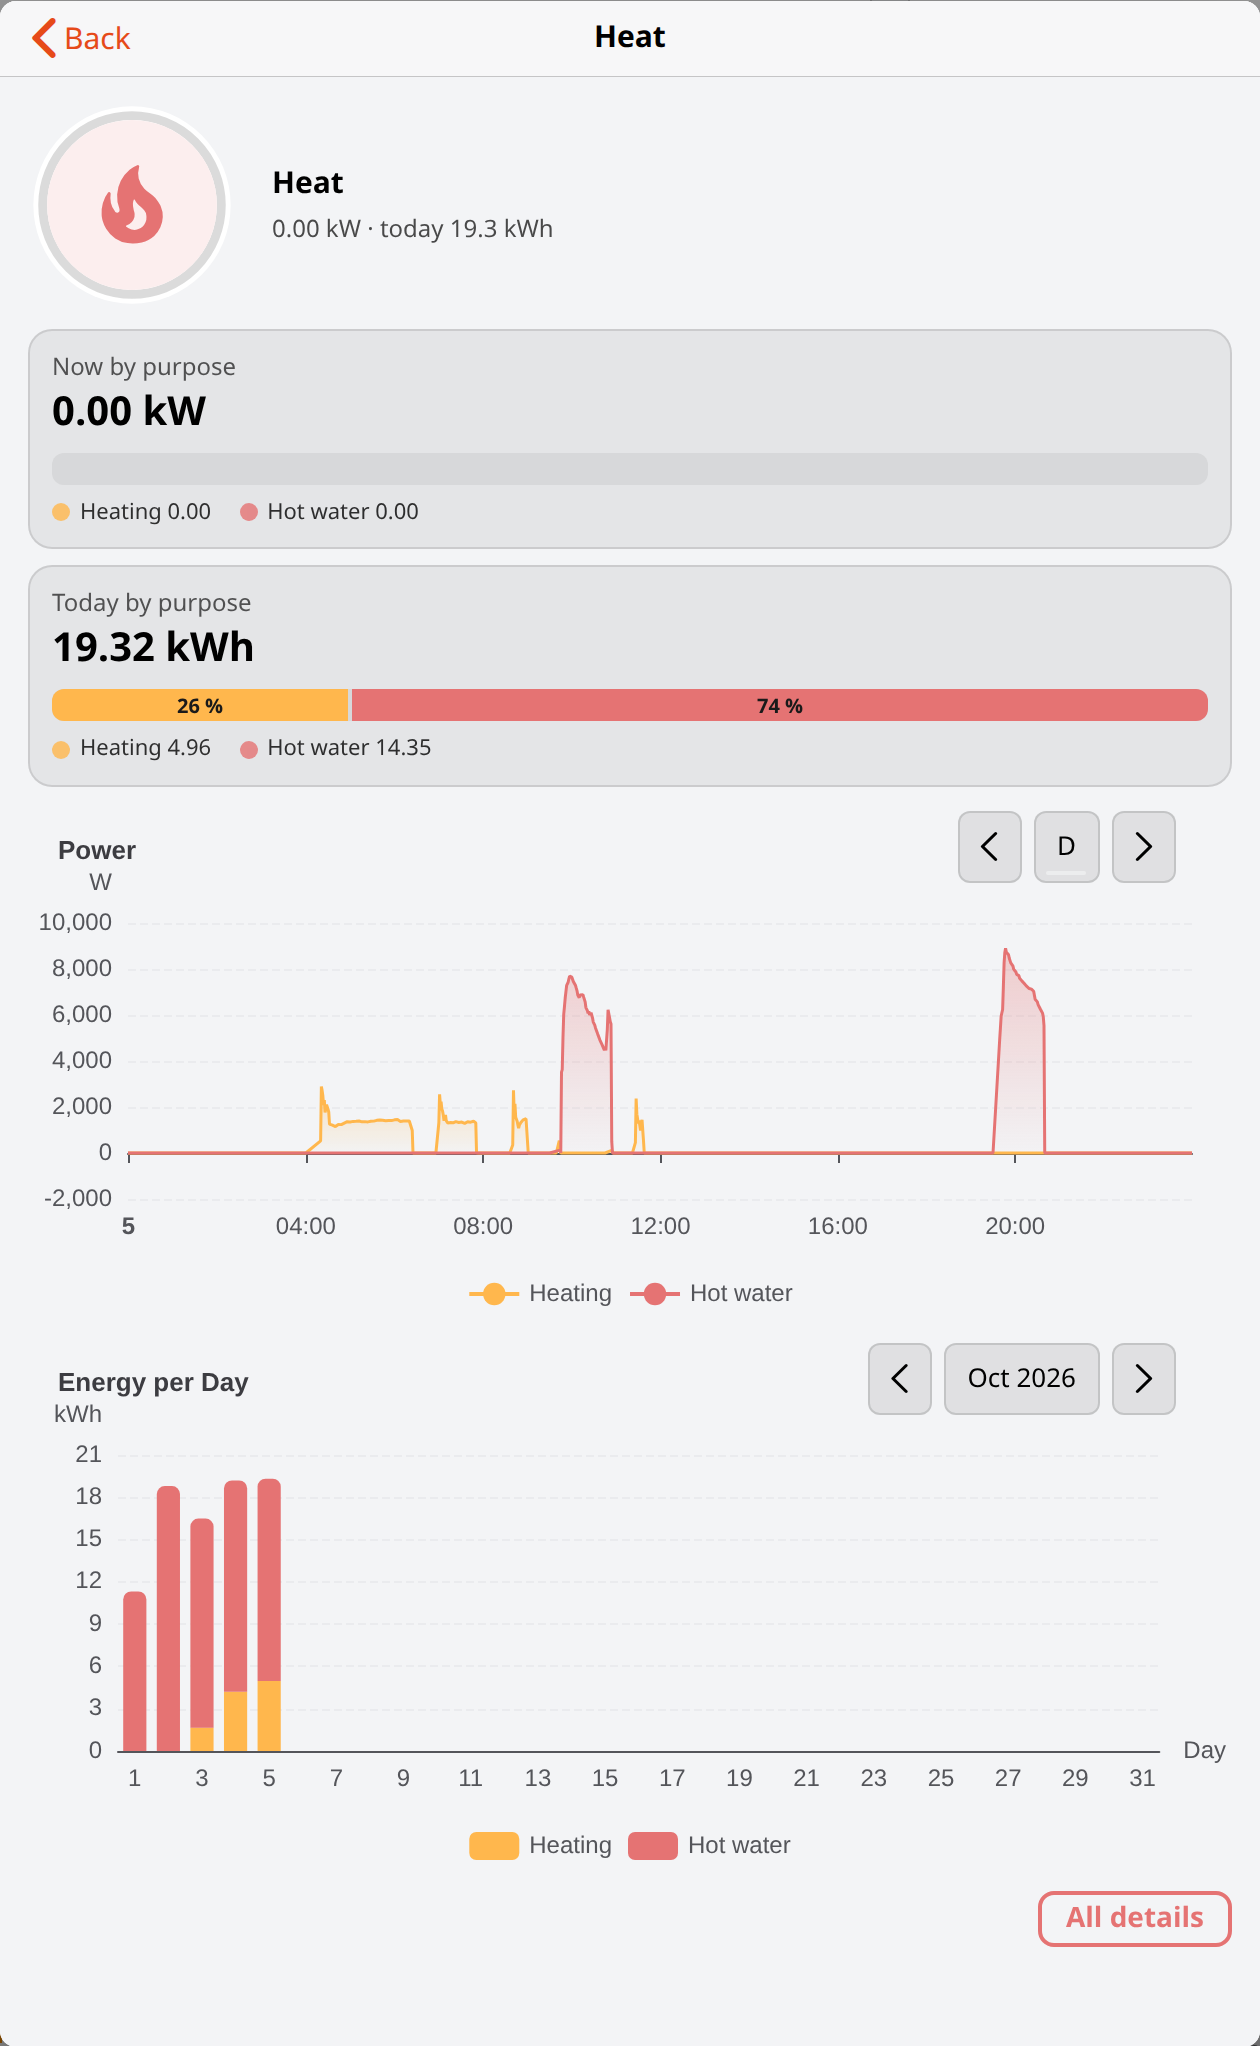 Back
Heat
Heat
0.00 kW · today 19.3 kWh
Now by purpose
0.00 kW
Heating 0.00 Hot water 0.00
Today by purpose
19.32 kWh
26 % 74 %
Heating 4.96 Hot water 14.35
Power
D
W
10,000
8,000
6,000
4,000
2,000
0
-2,000
5 04:00 08:00 12:00 16:00 20:00
Heating Hot water
Energy per Day
Oct 2026
kWh
21
18
15
12
9
6
3
0
Day
1 3 5 7 9 11 13 15 17 19 21 23 25 27 29 31
Heating Hot water
All details